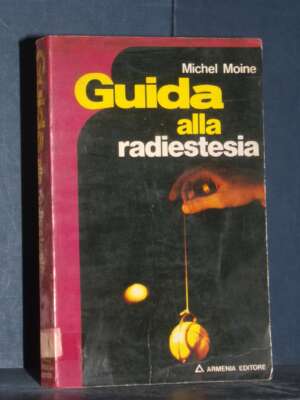 Michel Moine
Guida
alla
radiestesia
ARMENIA EDITORE